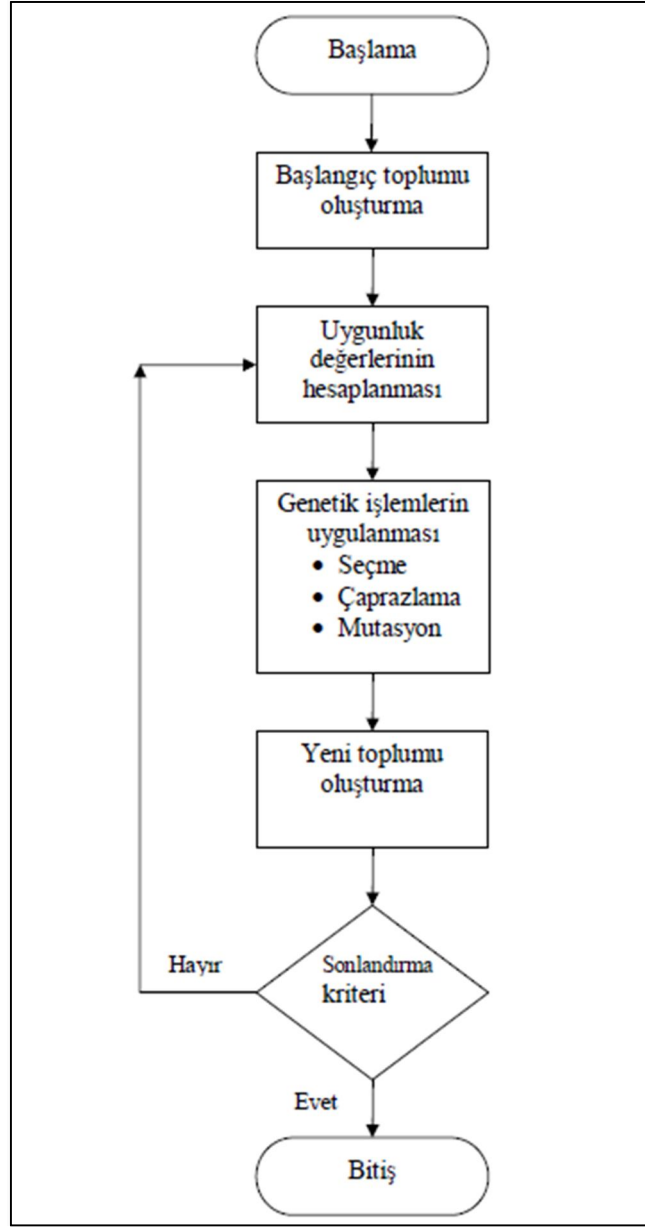 Başlama
Başlangıç toplumu
oluşturma
Uygunluk
değerlerinin
hesaplanması
Genetik işlemlerin
uygulanması
• Seçme
• Çaprazlama
• Mutasyon
Yeni toplumu
oluşturma
Hayır
Sonlandırma
kriteri
Evet
Bitiş